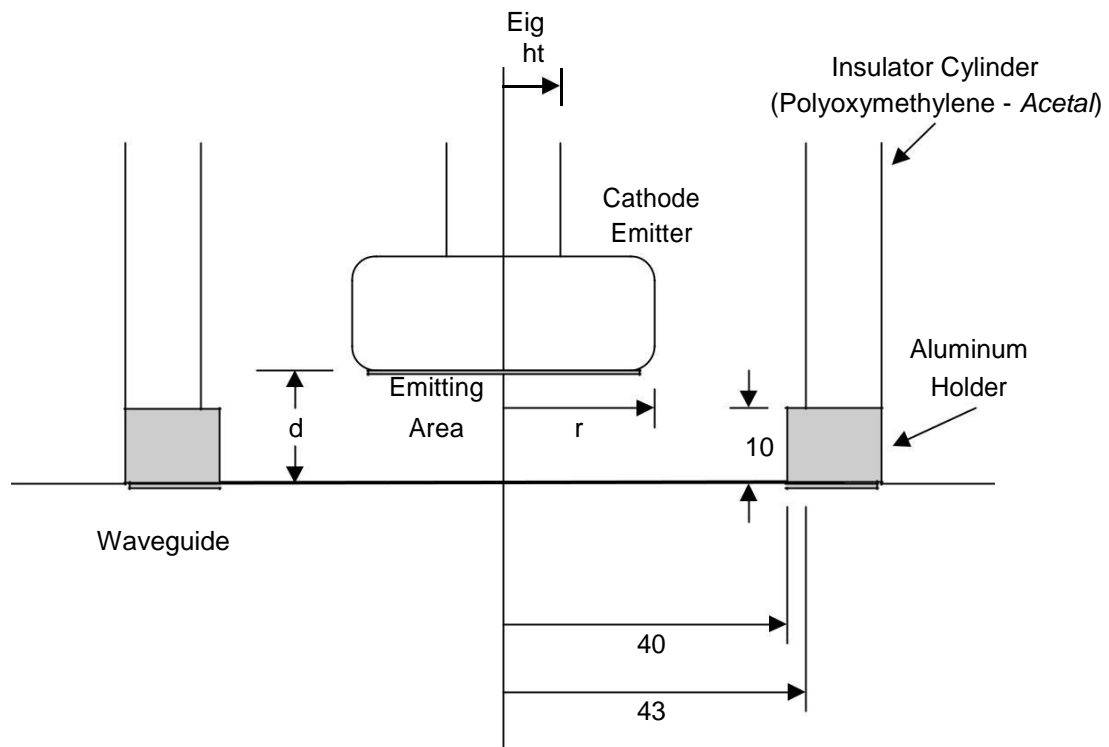 Eig
ht
Insulator Cylinder
(Polyoxymethylene - Acetal)
Cathode
Emitter
Aluminum
Holder
Emitting
Area
d
r
10
Waveguide
40
43